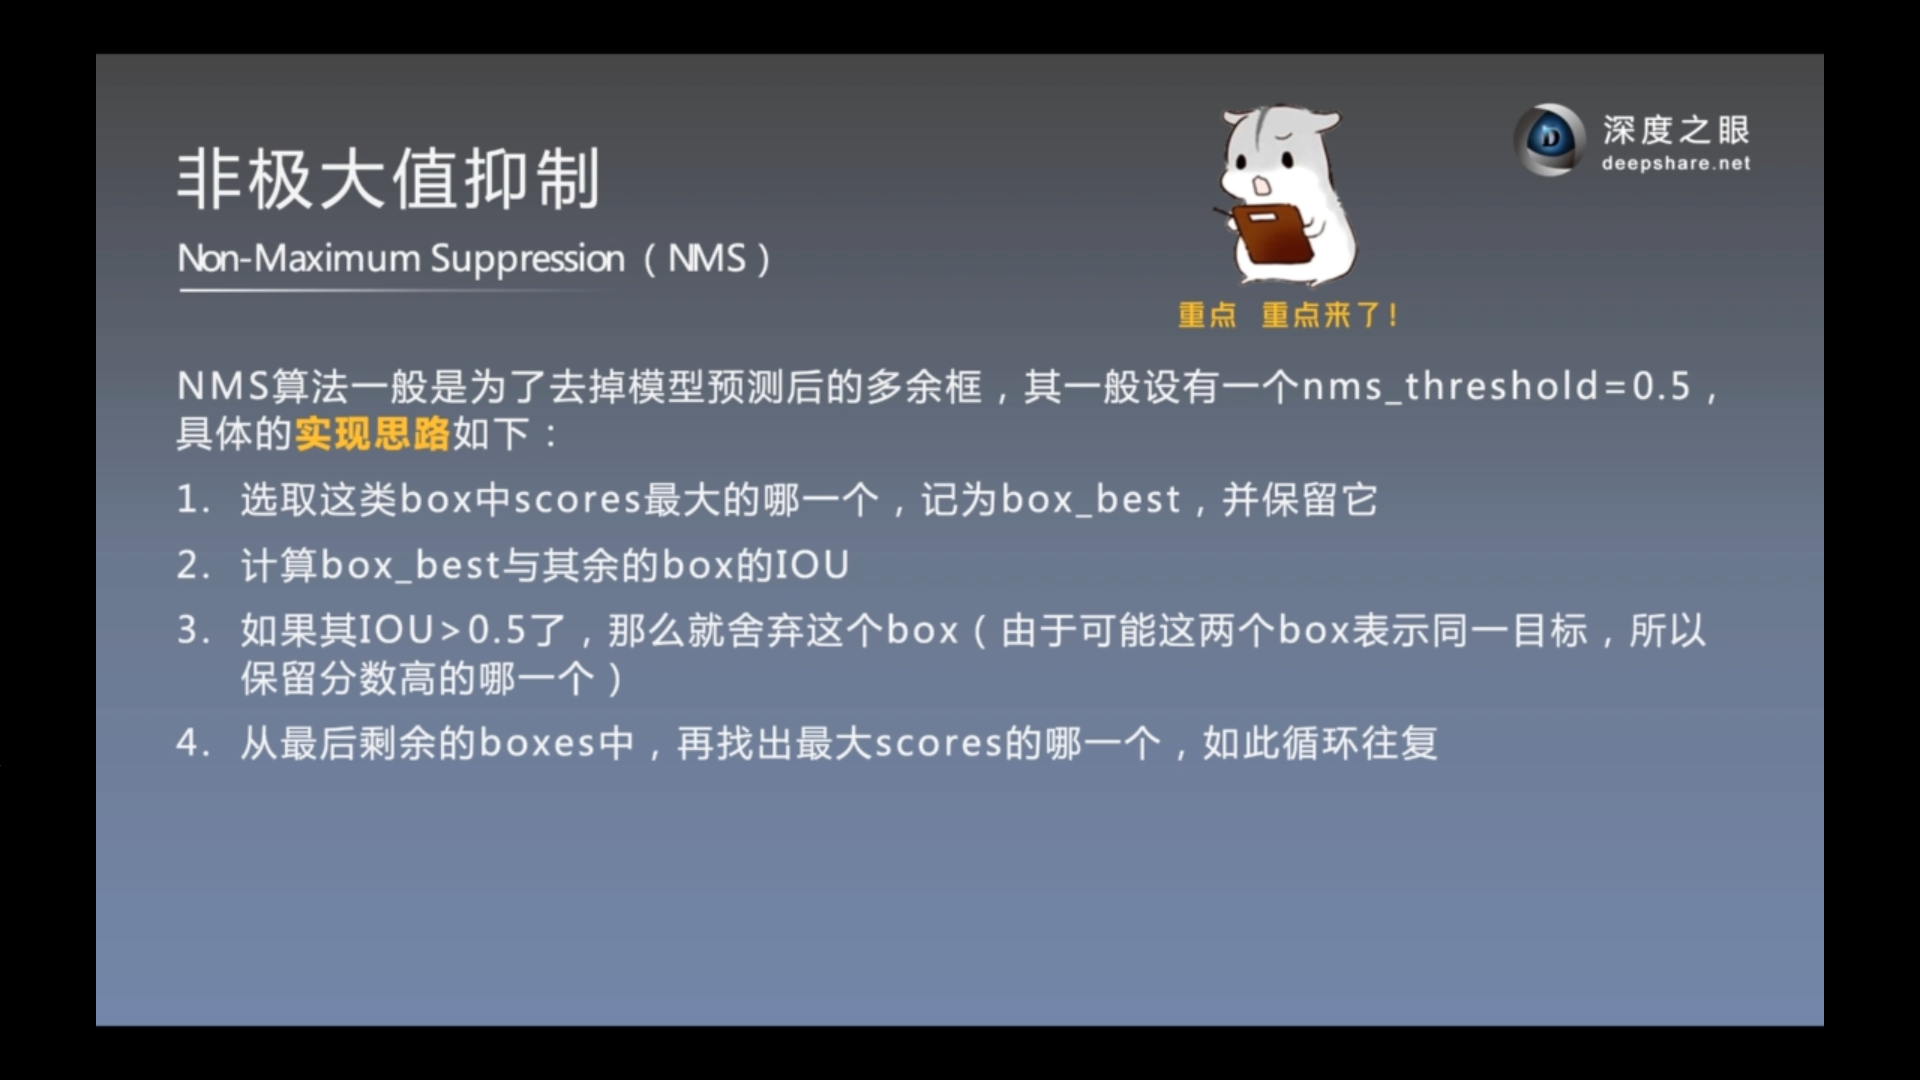 深度之眼
deepshare.net
非极大值抑制
Non-Maximum Suppression（NMS）
重点 重点来了！
NMS算法一般是为了去掉模型预测后的多余框，其一般设有一个nms_threshold=0.5，
具体的实现思路如下：
1. 选取这类box中scores最大的哪一个，记为box_best，并保留它
2. 计算box_best与其余的box的IOU
3. 如果其IOU>0.5了，那么就舍弃这个box（由于可能这两个box表示同一目标，所以
保留分数高的哪一个）
4. 从最后剩余的boxes中，再找出最大scores的哪一个，如此循环往复